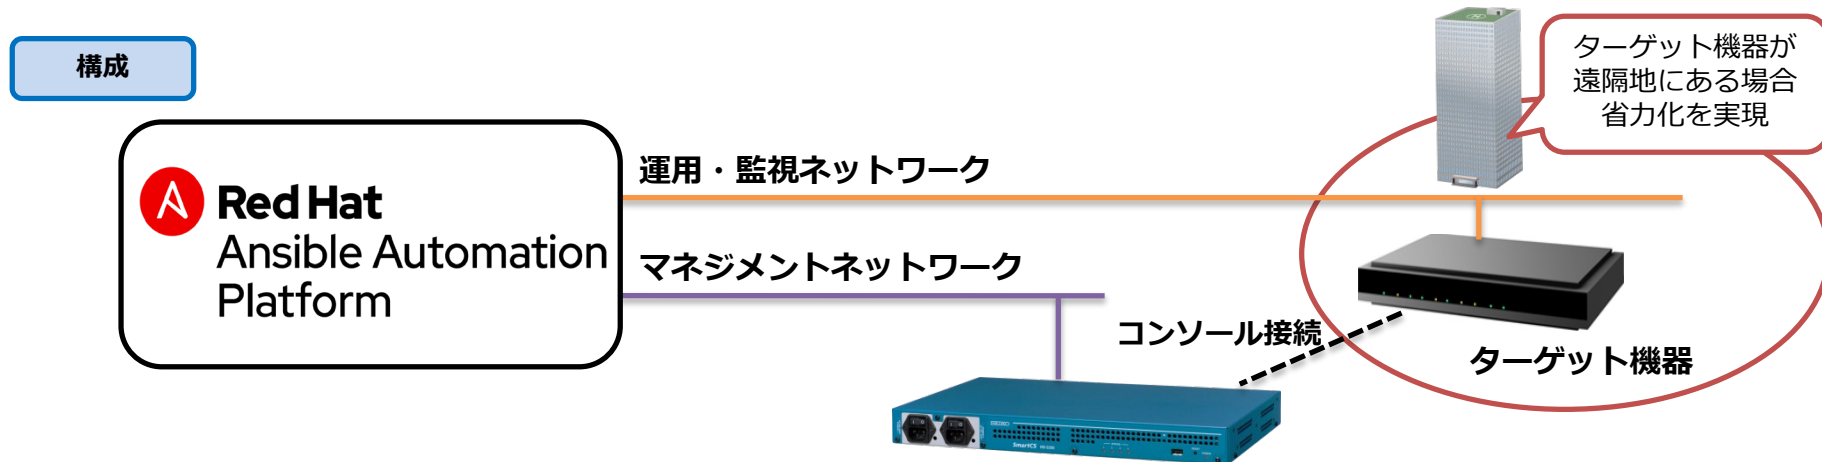 構成
ターゲット機器が
遠隔地にある場合
省力化を実現
運用・監視ネットワーク
Red Hat
Ansible Automation
Platform
マネジメントネットワーク
コンソール接続
ターゲット機器
SEIKO
SmartCS